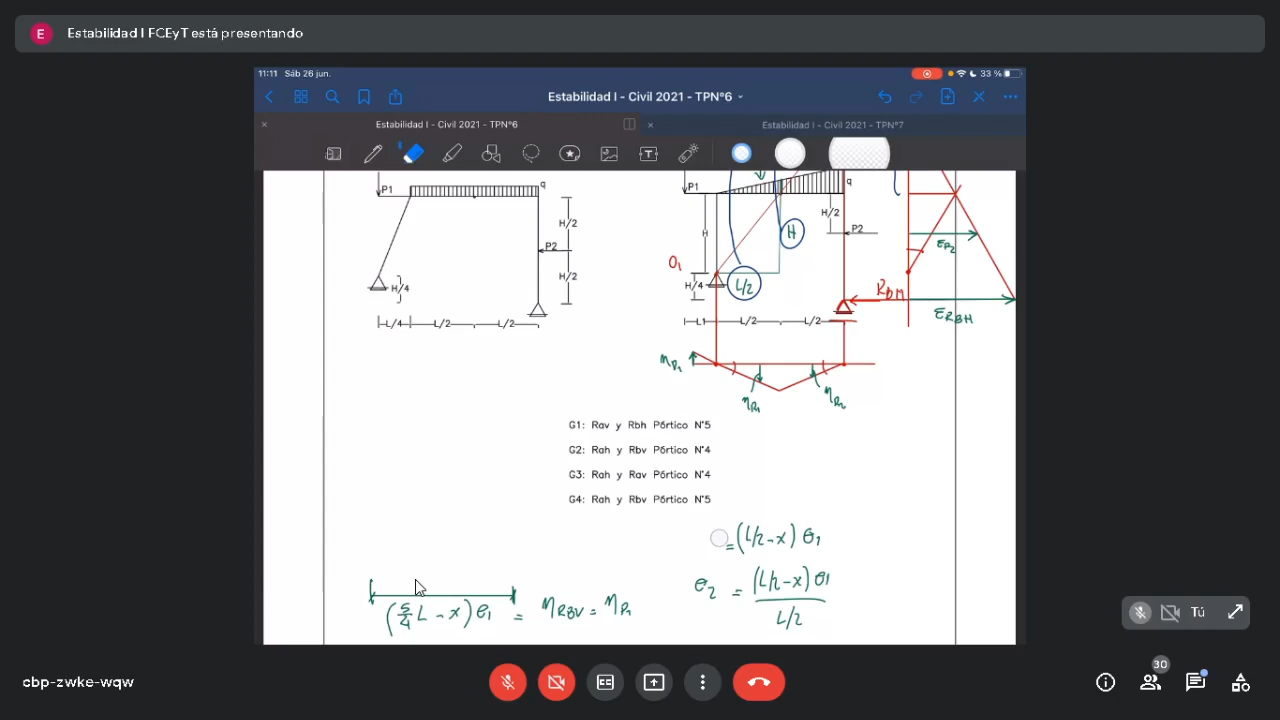 E Estabilidad I FCEyT está presentando
11:11 Sáb 26 jun. 33 %
Estabilidad I - Civil 2021 - TPN°6
Estabilidad I - Civil 2021 - TPN°6
Estabilidad I - Civil 2021 - TPN°7
P1 q
H/2
P2
H/2
H/4
L/4 L/2 L/2
P1 q
H/2
H
H
P2
O1
H/4
L/2
L1 L/2 L/2
RBH
εP2
εRBH
ηP1
ηR1
ηR2
G1: Rav y Rbh Pórtico N°5
G2: Rah y Rbv Pórtico N°4
G3: Rah y Rav Pórtico N°4
G4: Rah y Rbv Pórtico N°5
=(L/2-x) θ1
θ2 = (L/2-x) θ1
L/2
(5/4 L - x) θ1 = ηRBV = ηP1
Tú
cbp-zwke-wqw
30